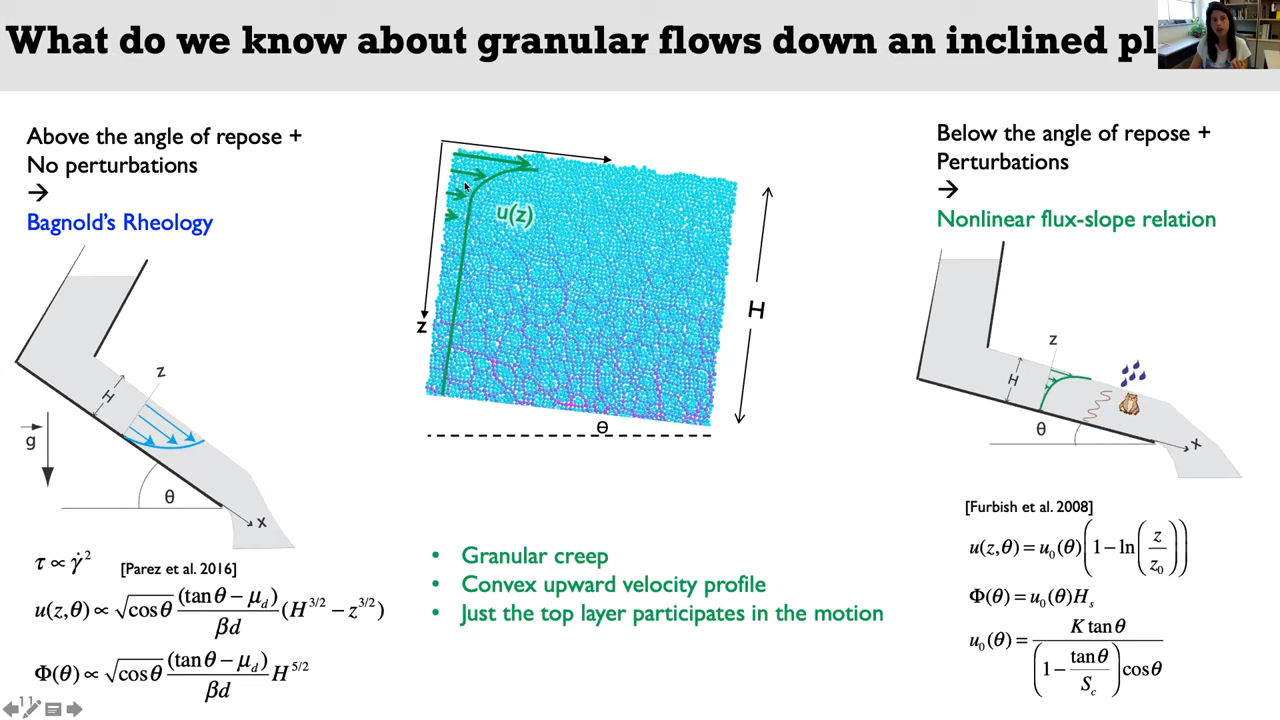 What do we know about granular flows down an inclined pl
Above the angle of repose +
No perturbations
→
Bagnold's Rheology
H
z
g
θ
x
τ ∝ γ̇²
[Parez et al. 2016]
u(z,θ) ∝ √cosθ (tanθ − μ_d)/βd (H^{3/2} − z^{3/2})
Φ(θ) ∝ √cosθ (tanθ − μ_d)/βd H^{5/2}
u(z)
z
H
θ
• Granular creep
• Convex upward velocity profile
• Just the top layer participates in the motion
Below the angle of repose +
Perturbations
→
Nonlinear flux-slope relation
z
H
θ
x
[Furbish et al. 2008]
u(z,θ) = u₀(θ)(1 − ln(z/z₀))
Φ(θ) = u₀(θ)H_s
u₀(θ) = K tanθ/((1 − tanθ/S_c) cosθ)
11